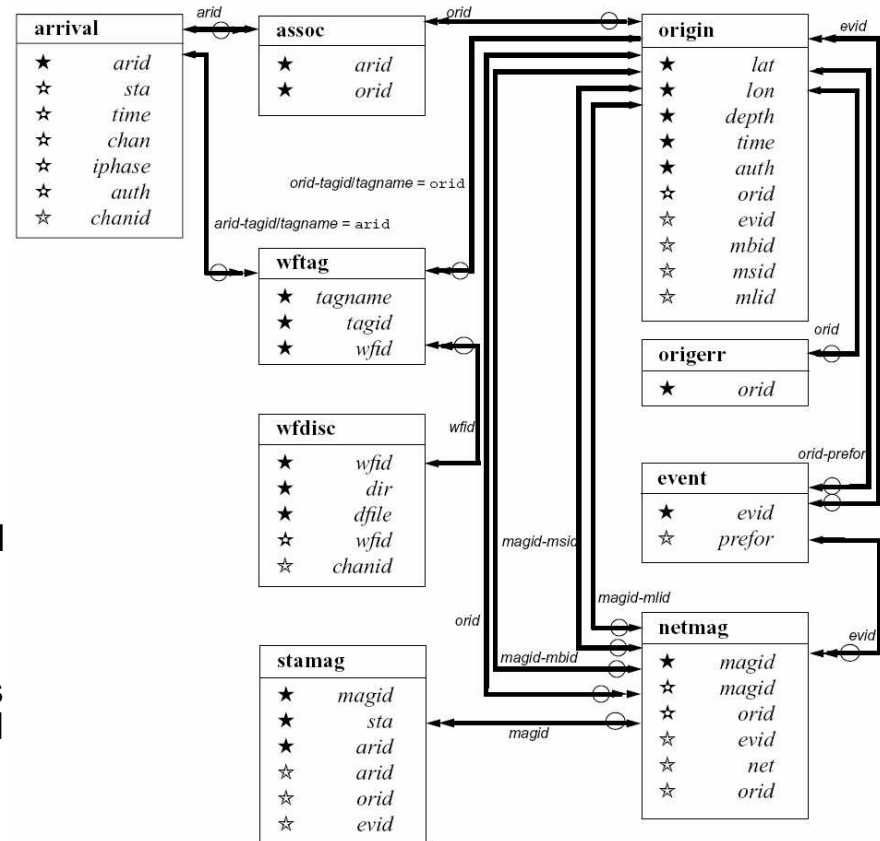 arrival
★ arid
☆ sta
☆ time
☆ chan
☆ iphase
☆ auth
☆ chanid
arid
assoc
★ arid
★ orid
orid
origin
★ lat
★ lon
★ depth
★ time
★ auth
☆ orid
☆ evid
☆ mbid
☆ msid
☆ mlid
evid
orid-tagid/tagname = orid
arid-tagid/tagname = arid
wftag
★ tagname
★ tagid
★ wfid
wfid
origerr
★ orid
orid
wfdisc
★ wfid
★ dir
★ dfile
☆ wfid
☆ chanid
orid-prefor
event
★ evid
☆ prefor
magid-msid
magid-mlid
orid
magid-mbid
evid
netmag
★ magid
☆ magid
☆ orid
☆ evid
☆ net
☆ orid
stamag
★ magid
★ sta
★ arid
☆ arid
☆ orid
☆ evid
magid